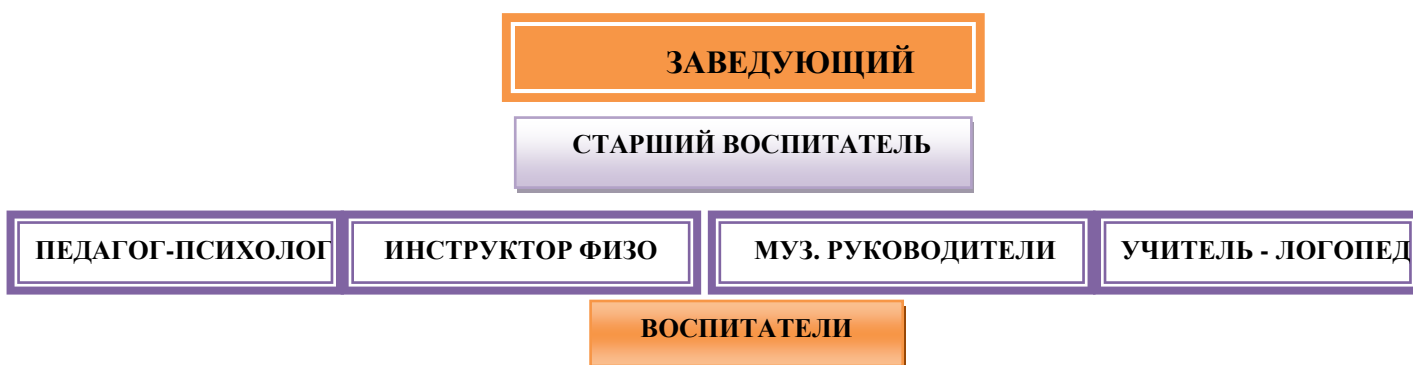 ЗАВЕДУЮЩИЙ
СТАРШИЙ ВОСПИТАТЕЛЬ
ПЕДАГОГ-ПСИХОЛОГ
ИНСТРУКТОР ФИЗО
МУЗ. РУКОВОДИТЕЛИ
УЧИТЕЛЬ - ЛОГОПЕД
ВОСПИТАТЕЛИ